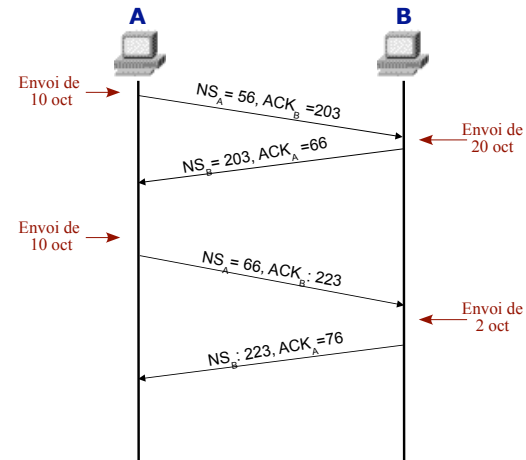 A
B
Envoi de
10 oct
NS_A= 56, ACK_B =203
Envoi de
20 oct
NS_B= 203, ACK_A=66
Envoi de
10 oct
NS_A= 66, ACK_B: 223
Envoi de
2 oct
NS_B: 223, ACK_A=76